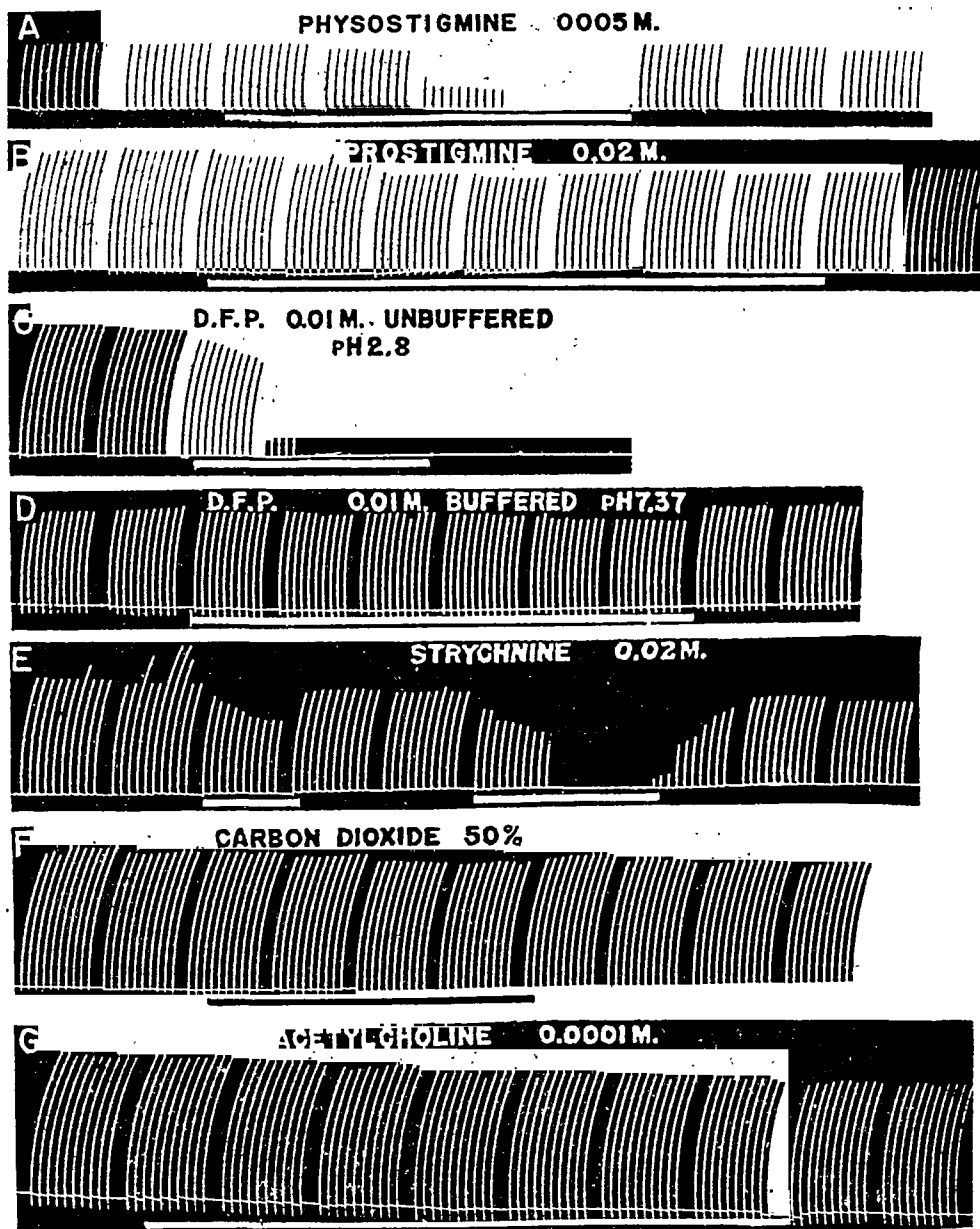 A
PHYSOSTIGMINE 0005 M.
B
PROSTIGMINE 0.02 M.
C
D.F.P. 0.01 M. UNBUFFERED
pH 2.8
D
D.F.P. 0.01 M. BUFFERED pH 7.37
E
STRYCHNINE 0.02 M.
F
CARBON DIOXIDE 50%
G
ACETYLCHOLINE 0.0001 M.